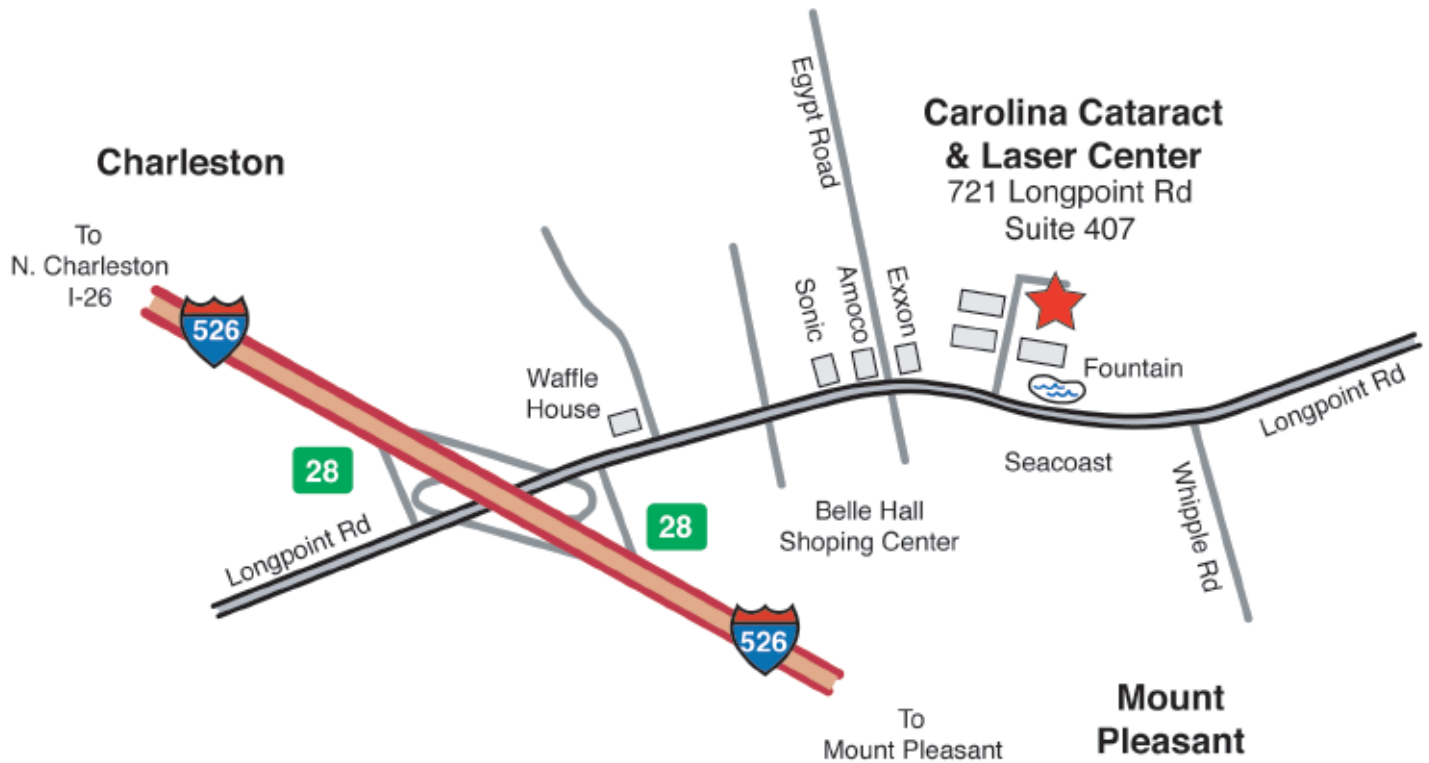 Charleston
To
N. Charleston
I-26
526
Egypt Road
Carolina Cataract
& Laser Center
721 Longpoint Rd
Suite 407
Sonic
Amoco
Exxon
Waffle
House
Fountain
Longpoint Rd
28
28
Longpoint Rd
Seacoast
Belle Hall
Shoping Center
Whipple Rd
526
To
Mount Pleasant
Mount
Pleasant